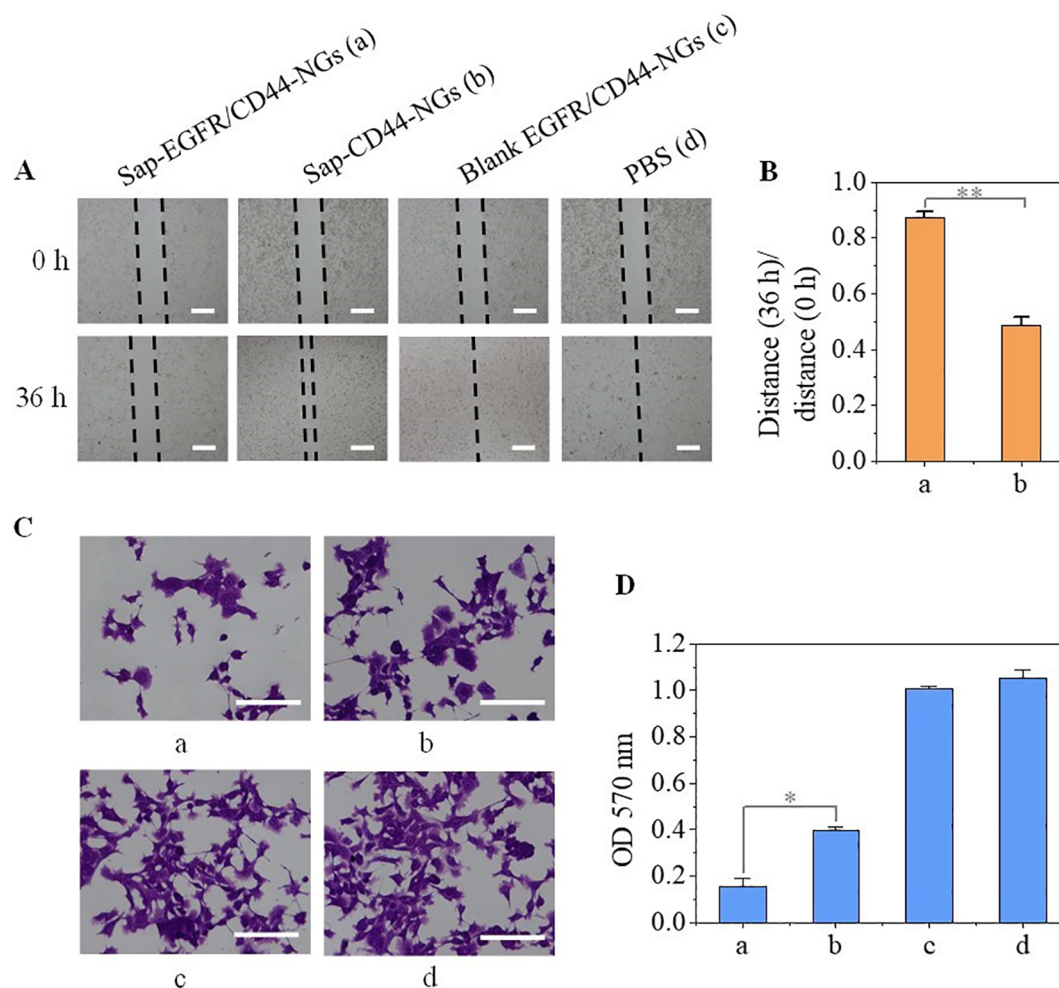 A
Sap-EGFR/CD44-NGs (a)
Sap-CD44-NGs (b)
Blank EGFR/CD44-NGs (c)
PBS (d)
0 h
36 h
B
Distance (36 h)/
distance (0 h)
1.0
0.8
0.6
0.4
0.2
0.0
**
a
b
C
a
b
c
d
D
OD 570 nm
1.2
1.0
0.8
0.6
0.4
0.2
0.0
*
a
b
c
d